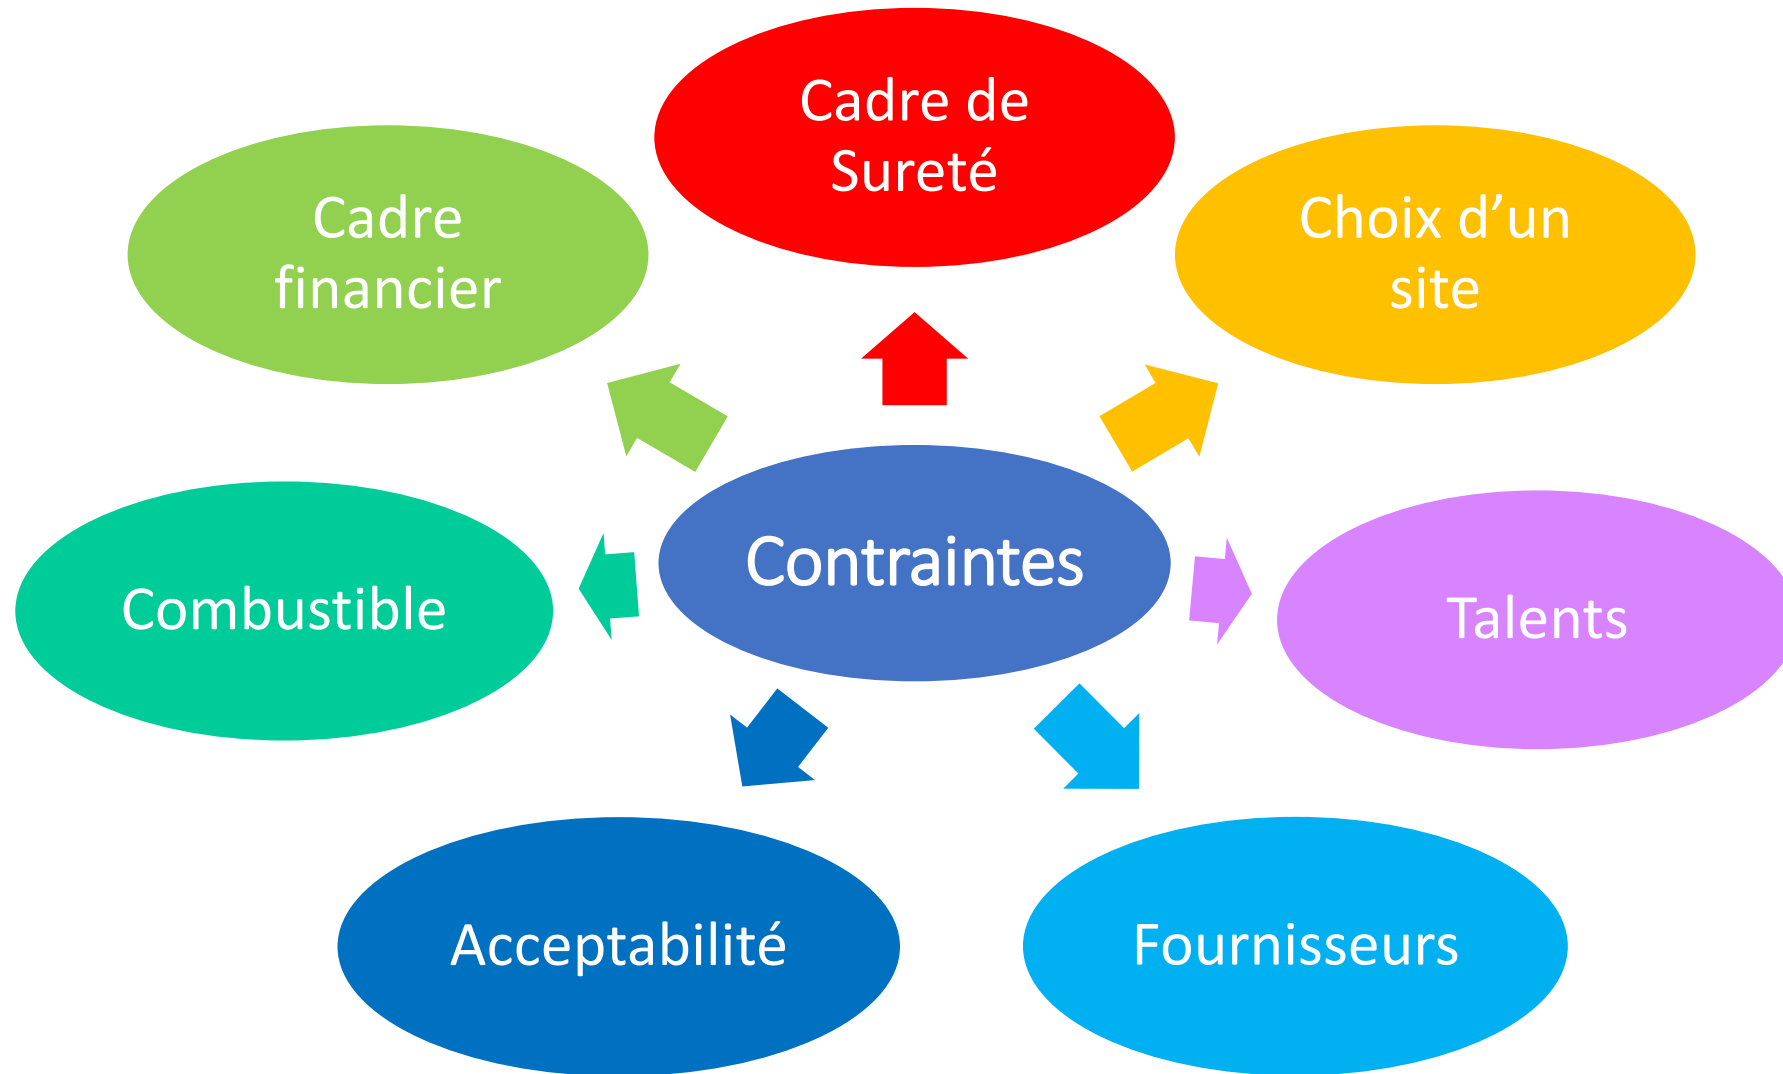 Cadre de
Sureté
Cadre
financier
Choix d’un
site
Contraintes
Combustible
Talents
Acceptabilité
Fournisseurs